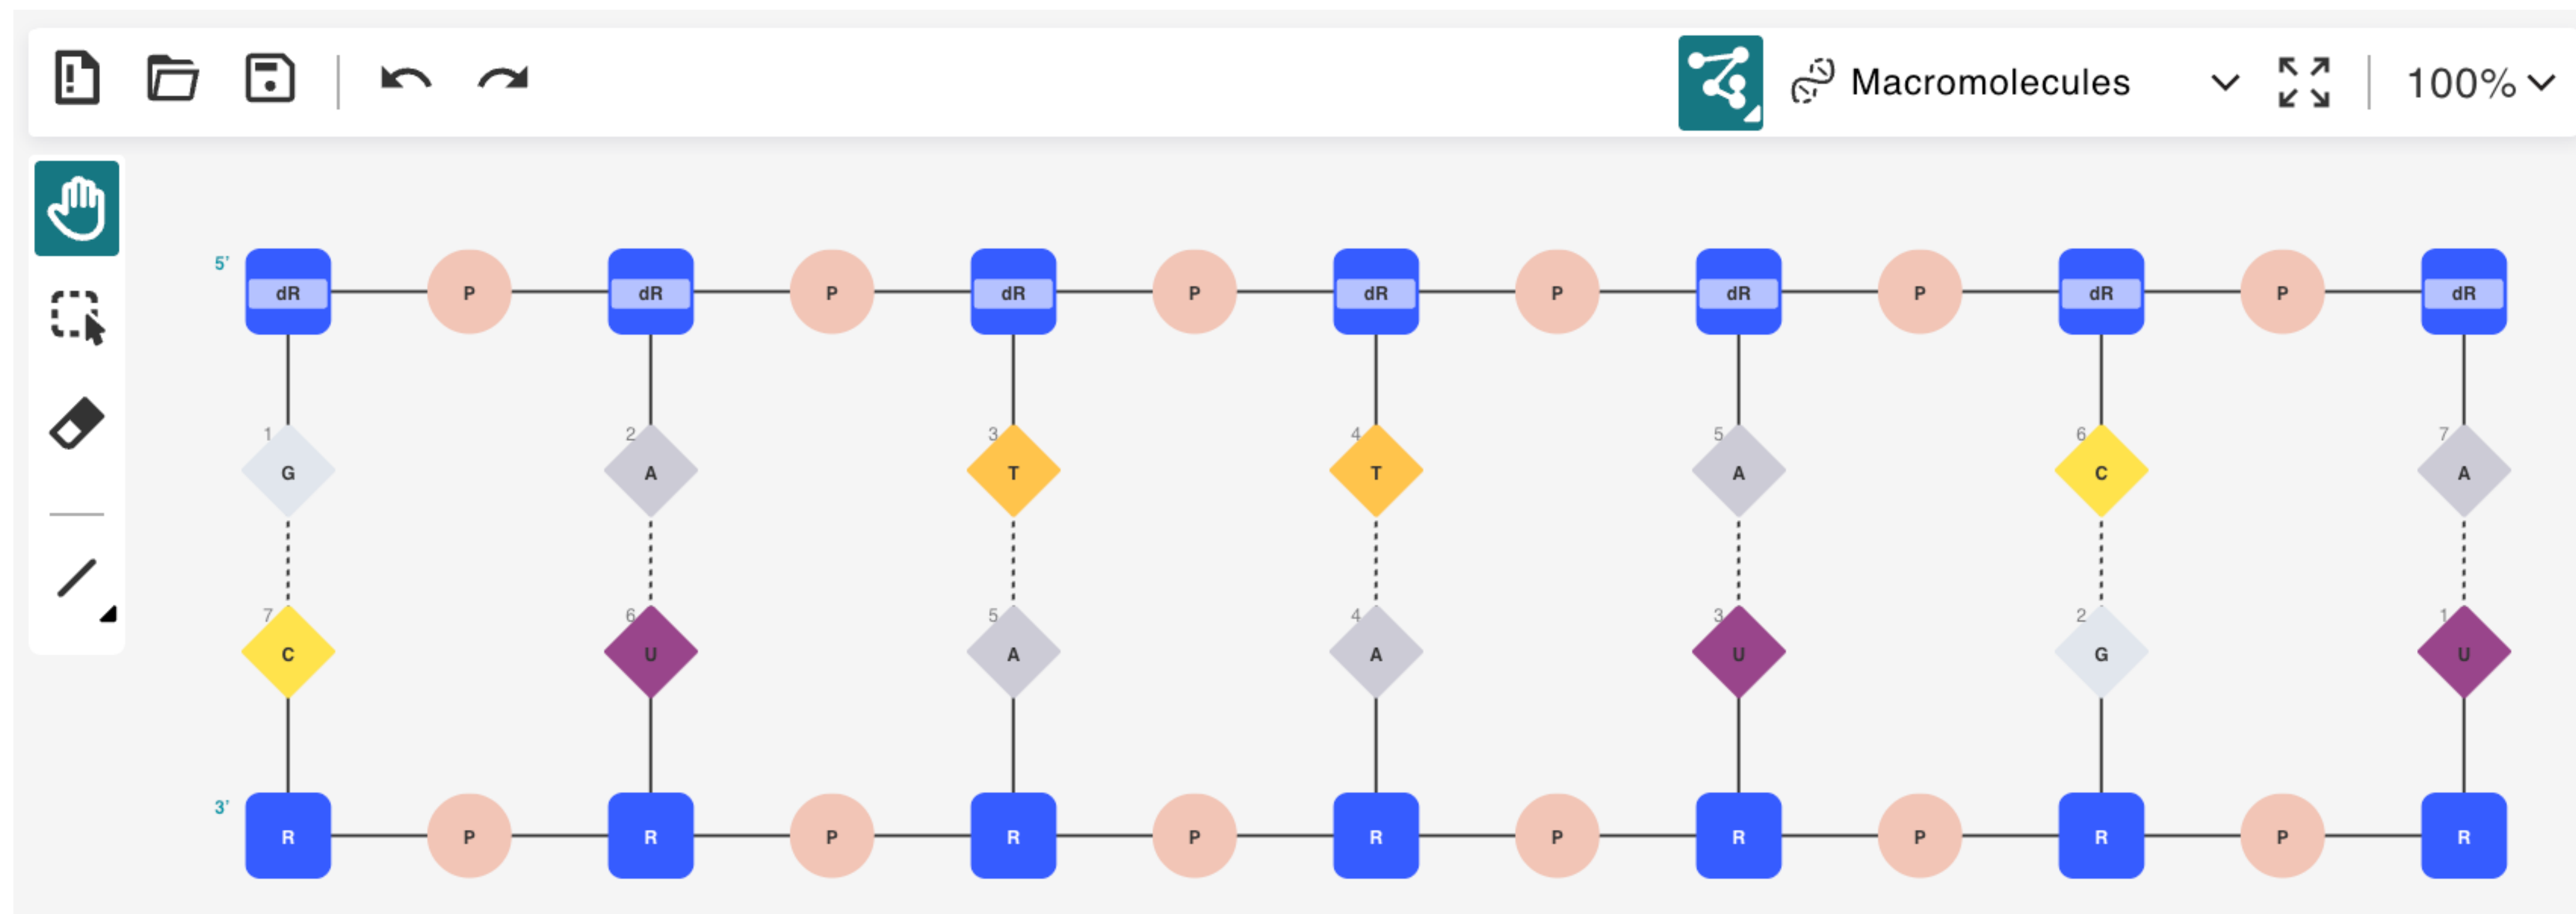 Macromolecules 100%
5’ dR P dR P dR P dR P dR P dR P dR
1 2 3 4 5 6 7
G A T T A C A
7 6 5 4 3 2 1
C U A A U G U
3’ R P R P R P R P R P R P R